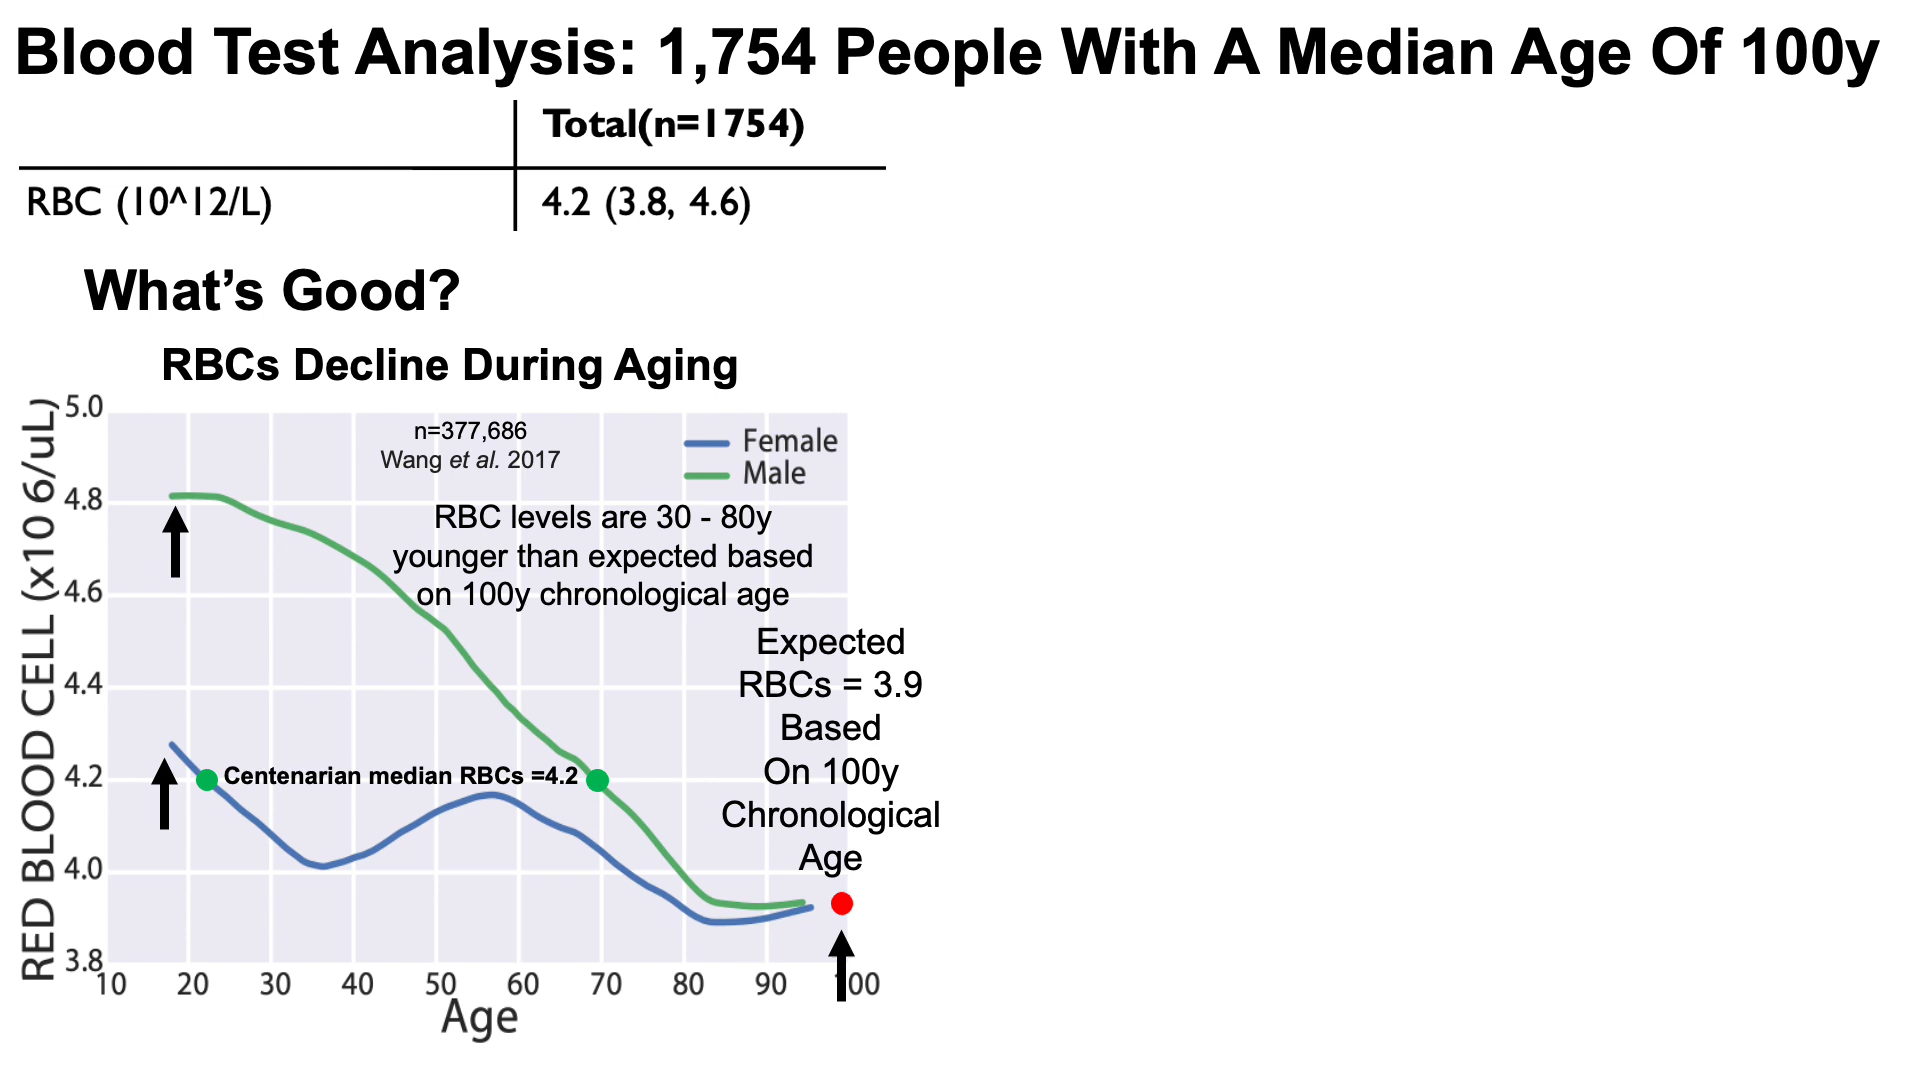 Blood Test Analysis: 1,754 People With A Median Age Of 100y
Total(n=1754)
RBC (10^12/L)
4.2 (3.8, 4.6)
What’s Good?
RBCs Decline During Aging
RED BLOOD CELL (x10 6/uL)
5.0
4.8
4.6
4.4
4.2
4.0
3.8
n=377,686
Wang et al. 2017
Female
Male
RBC levels are 30 - 80y
younger than expected based
on 100y chronological age
Expected
RBCs = 3.9
Based
On 100y
Chronological
Age
Centenarian median RBCs =4.2
10 20 30 40 50 60 70 80 90 100
Age